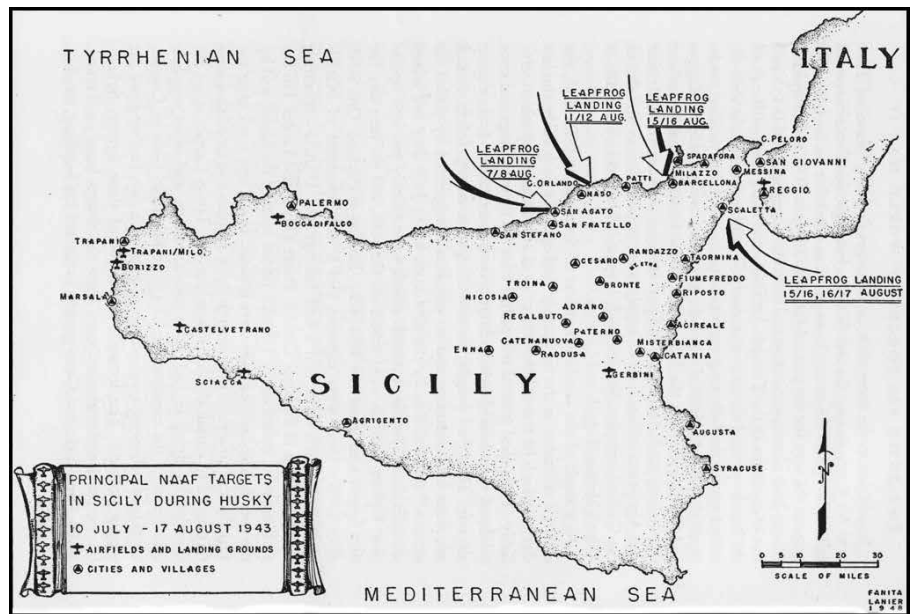 TYRRHENIAN SEA
ITALY
LEAPFROG
LANDING
11/12 AUG.
LEAPFROG
LANDING
15/16 AUG.
LEAPFROG
LANDING
7/8 AUG.
C. PELORO
SPADAFORA
SAN GIOVANNI
MILAZZO
MESSINA
PATTI
BARCELLONA
C. ORLANDO
NASO
REGGIO
PALERMO
SAN AGATO
SCALETTA
BOCCADIFALCO
SAN FRATELLO
SAN STEFANO
TRAPANI
TRAPANI/MILO
BORIZZO
RANDAZZO
CESARO
MT. ETNA
TAORMINA
LEAPFROG LANDING
15/16, 16/17 AUGUST
FIUMEFREDDO
TROINA
BRONTE
RIPOSTO
NICOSIA
MARSALA
ADRANO
REGALBUTO
ACIREALE
CASTELVETRANO
PATERNO
CATENANUOVA
MISTERBIANCA
ENNA
RADDUSA
CATANIA
GERBINI
SCIACCA
SICILY
AGRIGENTO
AUGUSTA
SYRACUSE
PRINCIPAL NAAF TARGETS
IN SICILY DURING HUSKY
10 JULY - 17 AUGUST 1943
AIRFIELDS AND LANDING GROUNDS
CITIES AND VILLAGES
0 5 10 20 30
SCALE OF MILES
MEDITERRANEAN SEA
FANITA
LANIER